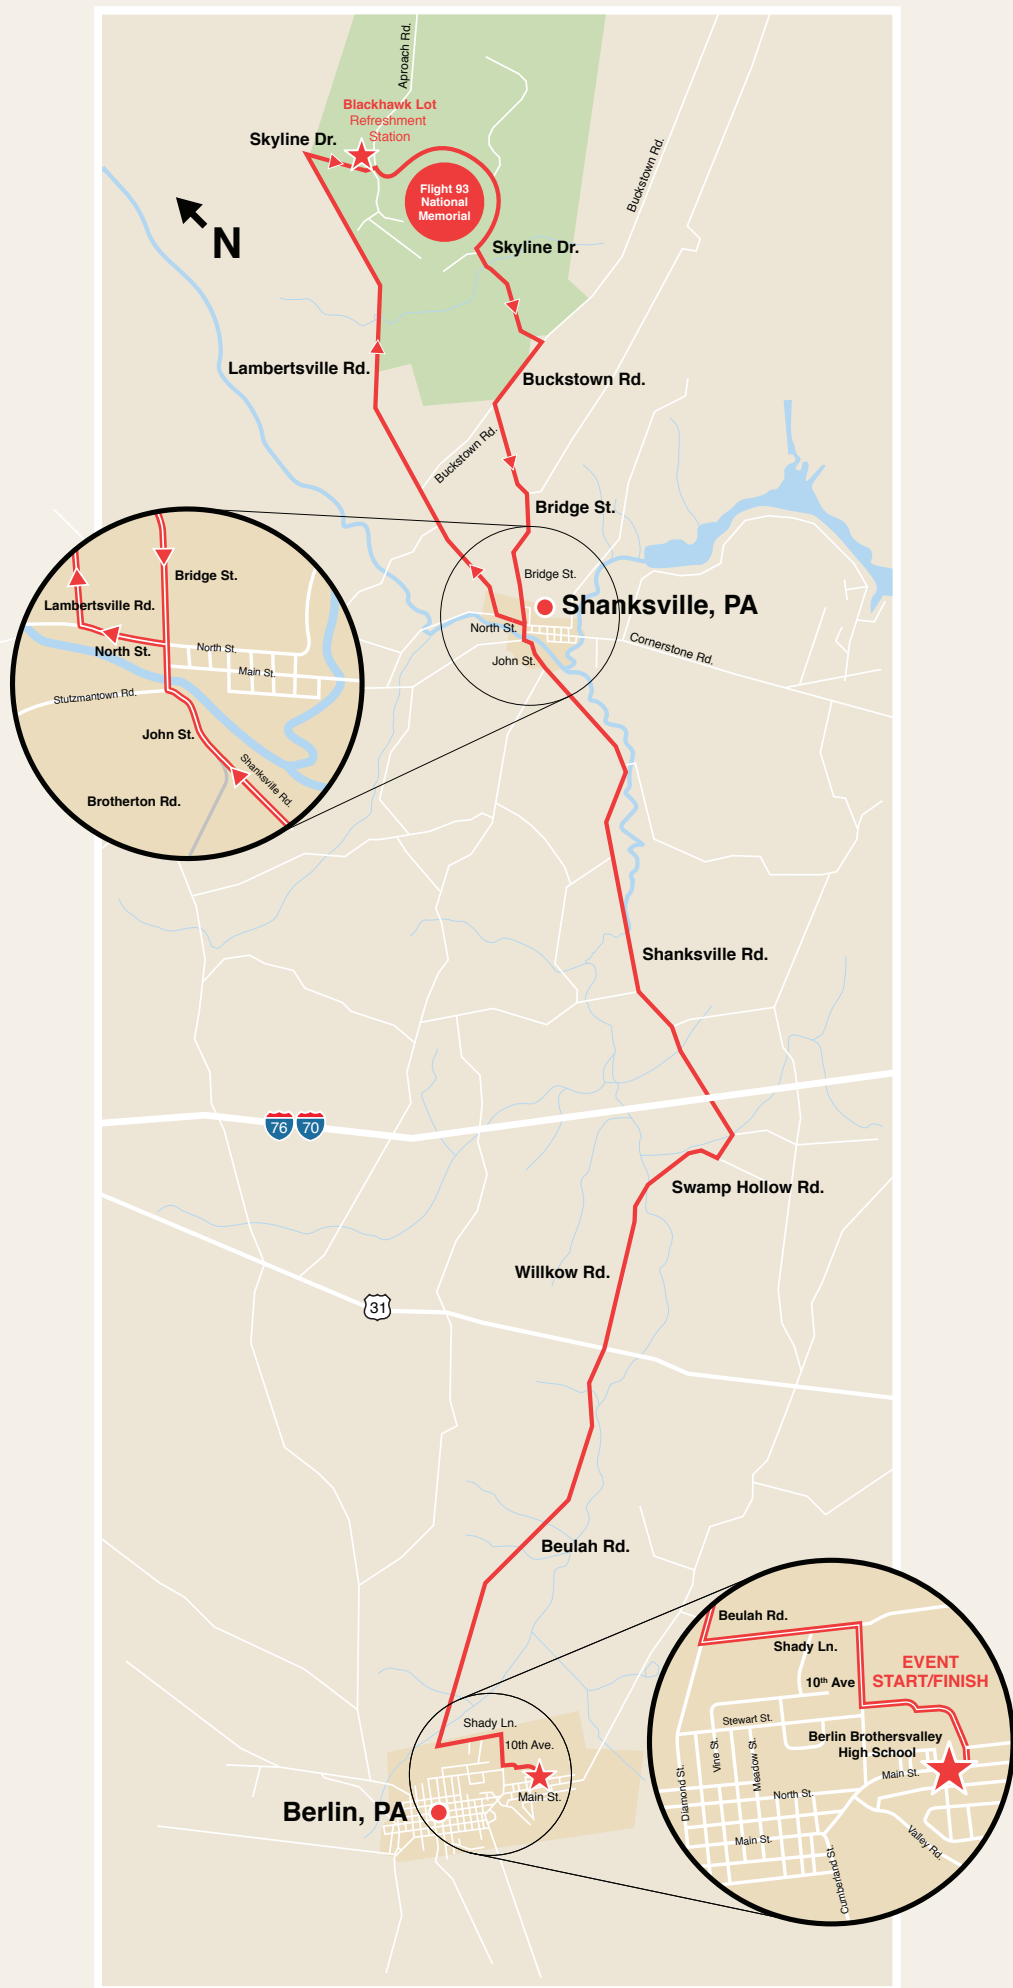 Aproach Rd.
Blackhawk Lot
Refreshment
Station
Skyline Dr.
Buckstown Rd.
Flight 93
National
Memorial
N
Skyline Dr.
Lambertsville Rd.
Buckstown Rd.
Buckstown Rd.
Bridge St.
Bridge St.
Shanksville, PA
North St.
Cornerstone Rd.
John St.
Bridge St.
Lambertsville Rd.
North St.
North St.
Main St.
Stutzmantown Rd.
John St.
Shanksville Rd.
Brotherton Rd.
Shanksville Rd.
76 70
Swamp Hollow Rd.
Willkow Rd.
31
Beulah Rd.
Shady Ln.
10th Ave.
Main St.
Berlin, PA
Beulah Rd.
Shady Ln.
EVENT
START/FINISH
10th Ave
Stewart St.
Berlin Brothersvalley
High School
Vine St.
Meadow St.
Main St.
Diamond St.
North St.
Main St.
Valley Rd.
Cumberland St.